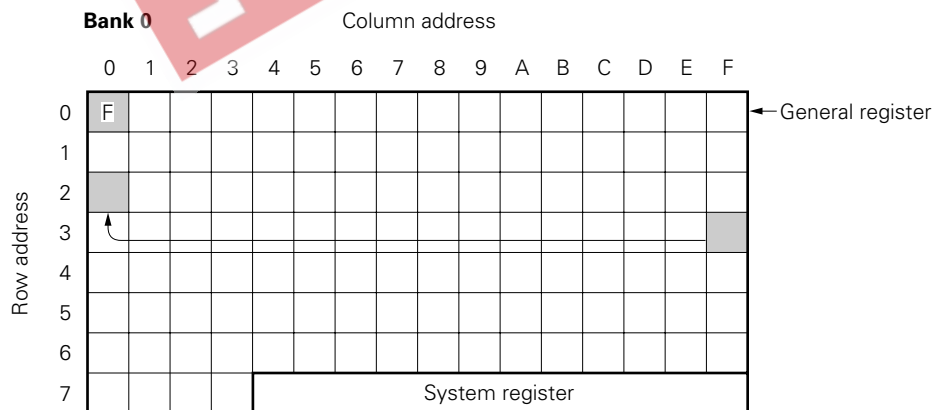 Bank 0 Column address
0 1 2 3 4 5 6 7 8 9 A B C D E F
0 F General register
1
2
3
4
5
6
7 System register
Row address